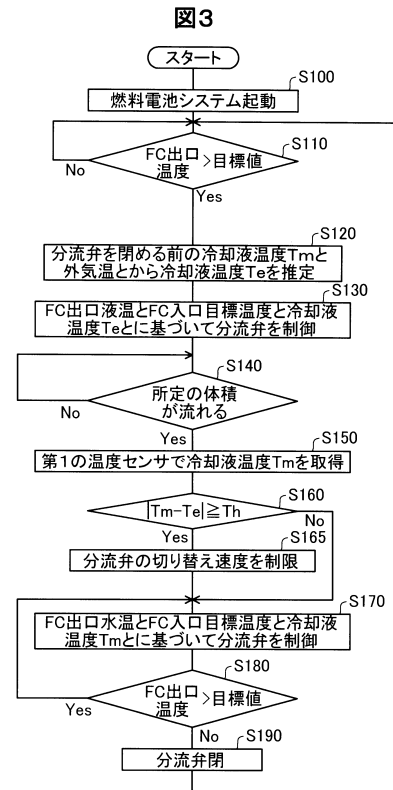 図3
スタート
S100
燃料電池システム起動
S110
FC出口
温度
>目標値
No
Yes
S120
分流弁を閉める前の冷却液温度Tmと
外気温とから冷却液温度Teを推定
S130
FC出口液温とFC入口目標温度と冷却液
温度Teとに基づいて分流弁を制御
S140
所定の体積
が流れる
No
Yes
S150
第1の温度センサで冷却液温度Tmを取得
S160
|Tm-Te|≧Th
No
Yes
S165
分流弁の切り替え速度を制限
S170
FC出口水温とFC入口目標温度と冷却液
温度Tmとに基づいて分流弁を制御
S180
FC出口
温度
>目標値
Yes
No
S190
分流弁閉